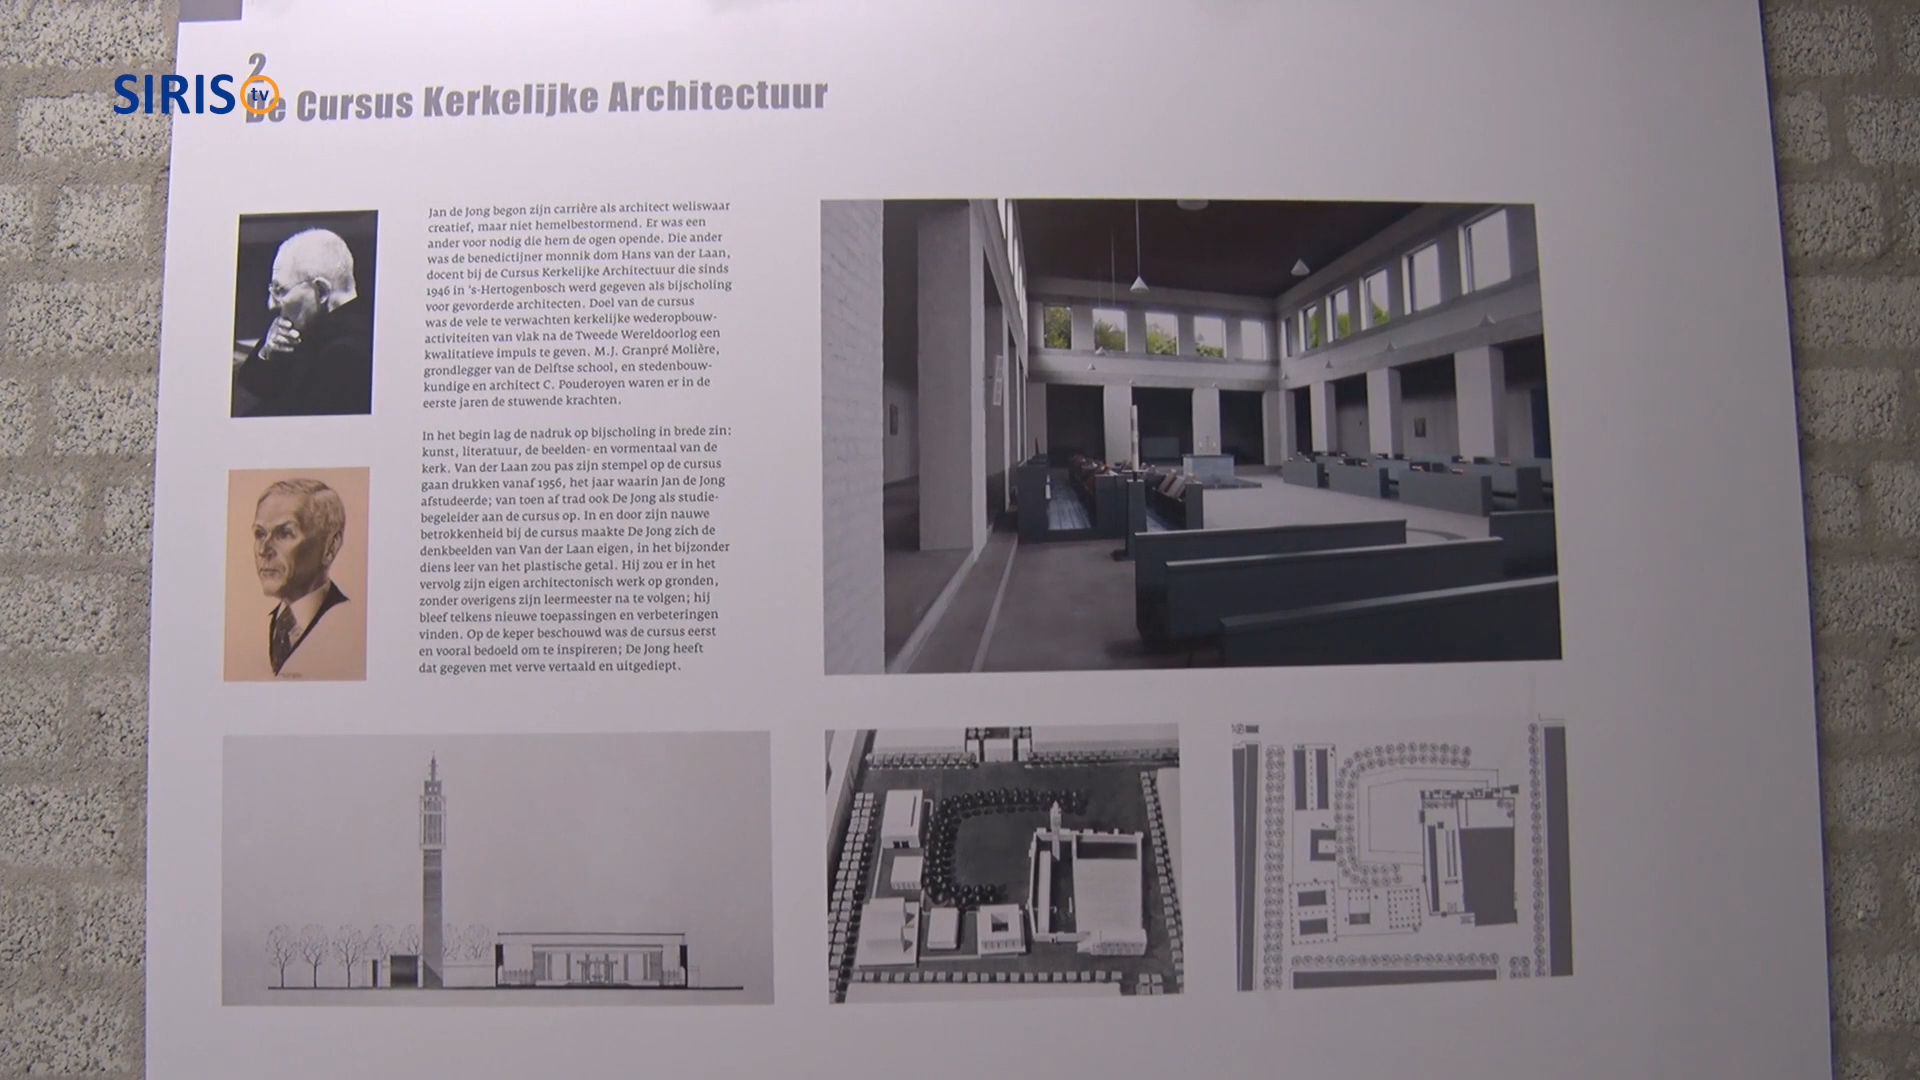 SIRIS tv
2
De Cursus Kerkelijke Architectuur
Jan de Jong begon zijn carrière als architect weliswaar
creatief, maar niet hemelbestormend. Er was een
ander voor nodig die hem de ogen opende. Die ander
was de benedictijner monnik dom Hans van der Laan,
docent bij de Cursus Kerkelijke Architectuur die sinds
1946 in 's-Hertogenbosch werd gegeven als bijscholing
voor gevorderde architecten. Doel van de cursus
was de vele te verwachten kerkelijke wederopbouw-
activiteiten van vlak na de Tweede Wereldoorlog een
kwalitatieve impuls te geven. M.J. Granpré Molière,
grondlegger van de Delftse school, en stedenbouw-
kundige en architect C. Pouderoyen waren er in de
eerste jaren de stuwende krachten.
In het begin lag de nadruk op bijscholing in brede zin:
kunst, literatuur, de beelden- en vormentaal van de
kerk. Van der Laan zou pas zijn stempel op de cursus
gaan drukken vanaf 1956, het jaar waarin Jan de Jong
afstudeerde; van toen af trad ook De Jong als studie-
begeleider aan de cursus op. In en door zijn nauwe
betrokkenheid bij de cursus maakte De Jong zich de
denkbeelden van Van der Laan eigen, in het bijzonder
diens leer van het plastische getal. Hij zou er in het
vervolg zijn eigen architectonisch werk op gronden,
zonder overigens zijn leermeester na te volgen; hij
bleef telkens nieuwe toepassingen en verbeteringen
vinden. Op de keper beschouwd was de cursus eerst
en vooral bedoeld om te inspireren; De Jong heeft
dat gegeven met verve vertaald en uitgediept.